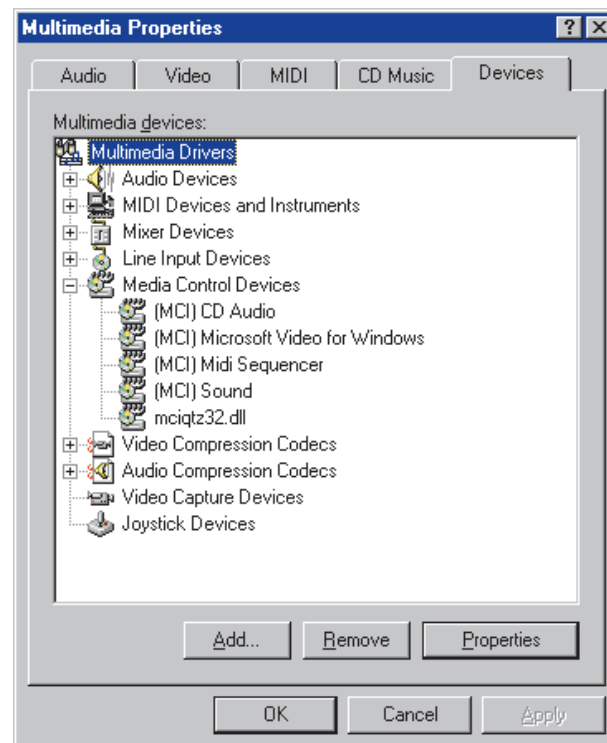 Multimedia Properties
Audio Video MIDI CD Music Devices
Multimedia devices:
Multimedia Drivers
Audio Devices
MIDI Devices and Instruments
Mixer Devices
Line Input Devices
Media Control Devices
(MCI) CD Audio
(MCI) Microsoft Video for Windows
(MCI) Midi Sequencer
(MCI) Sound
mciqtz32.dll
Video Compression Codecs
Audio Compression Codecs
Video Capture Devices
Joystick Devices
Add... Remove Properties
OK Cancel Apply